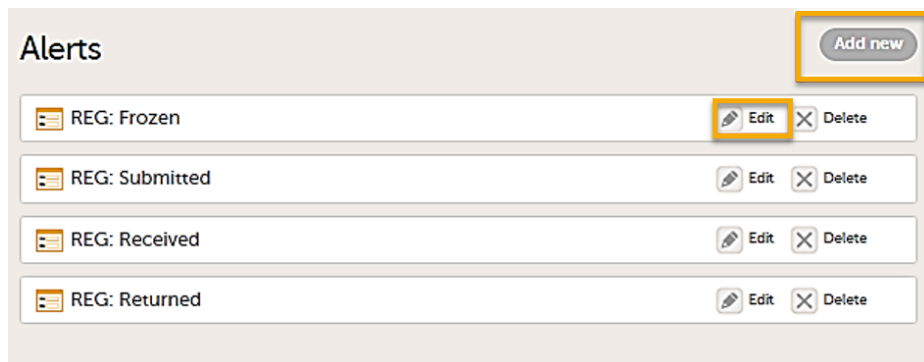 Alerts
Add new
REG: Frozen Edit Delete
REG: Submitted Edit Delete
REG: Received Edit Delete
REG: Returned Edit Delete